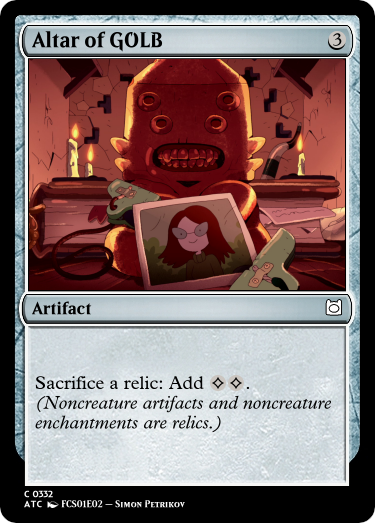 Altar of GOLB 3
Artifact
Sacrifice a relic: Add ◇◇.
(Noncreature artifacts and noncreature
enchantments are relics.)
C 0332
ATC FCS01E02 – Simon Petrikov